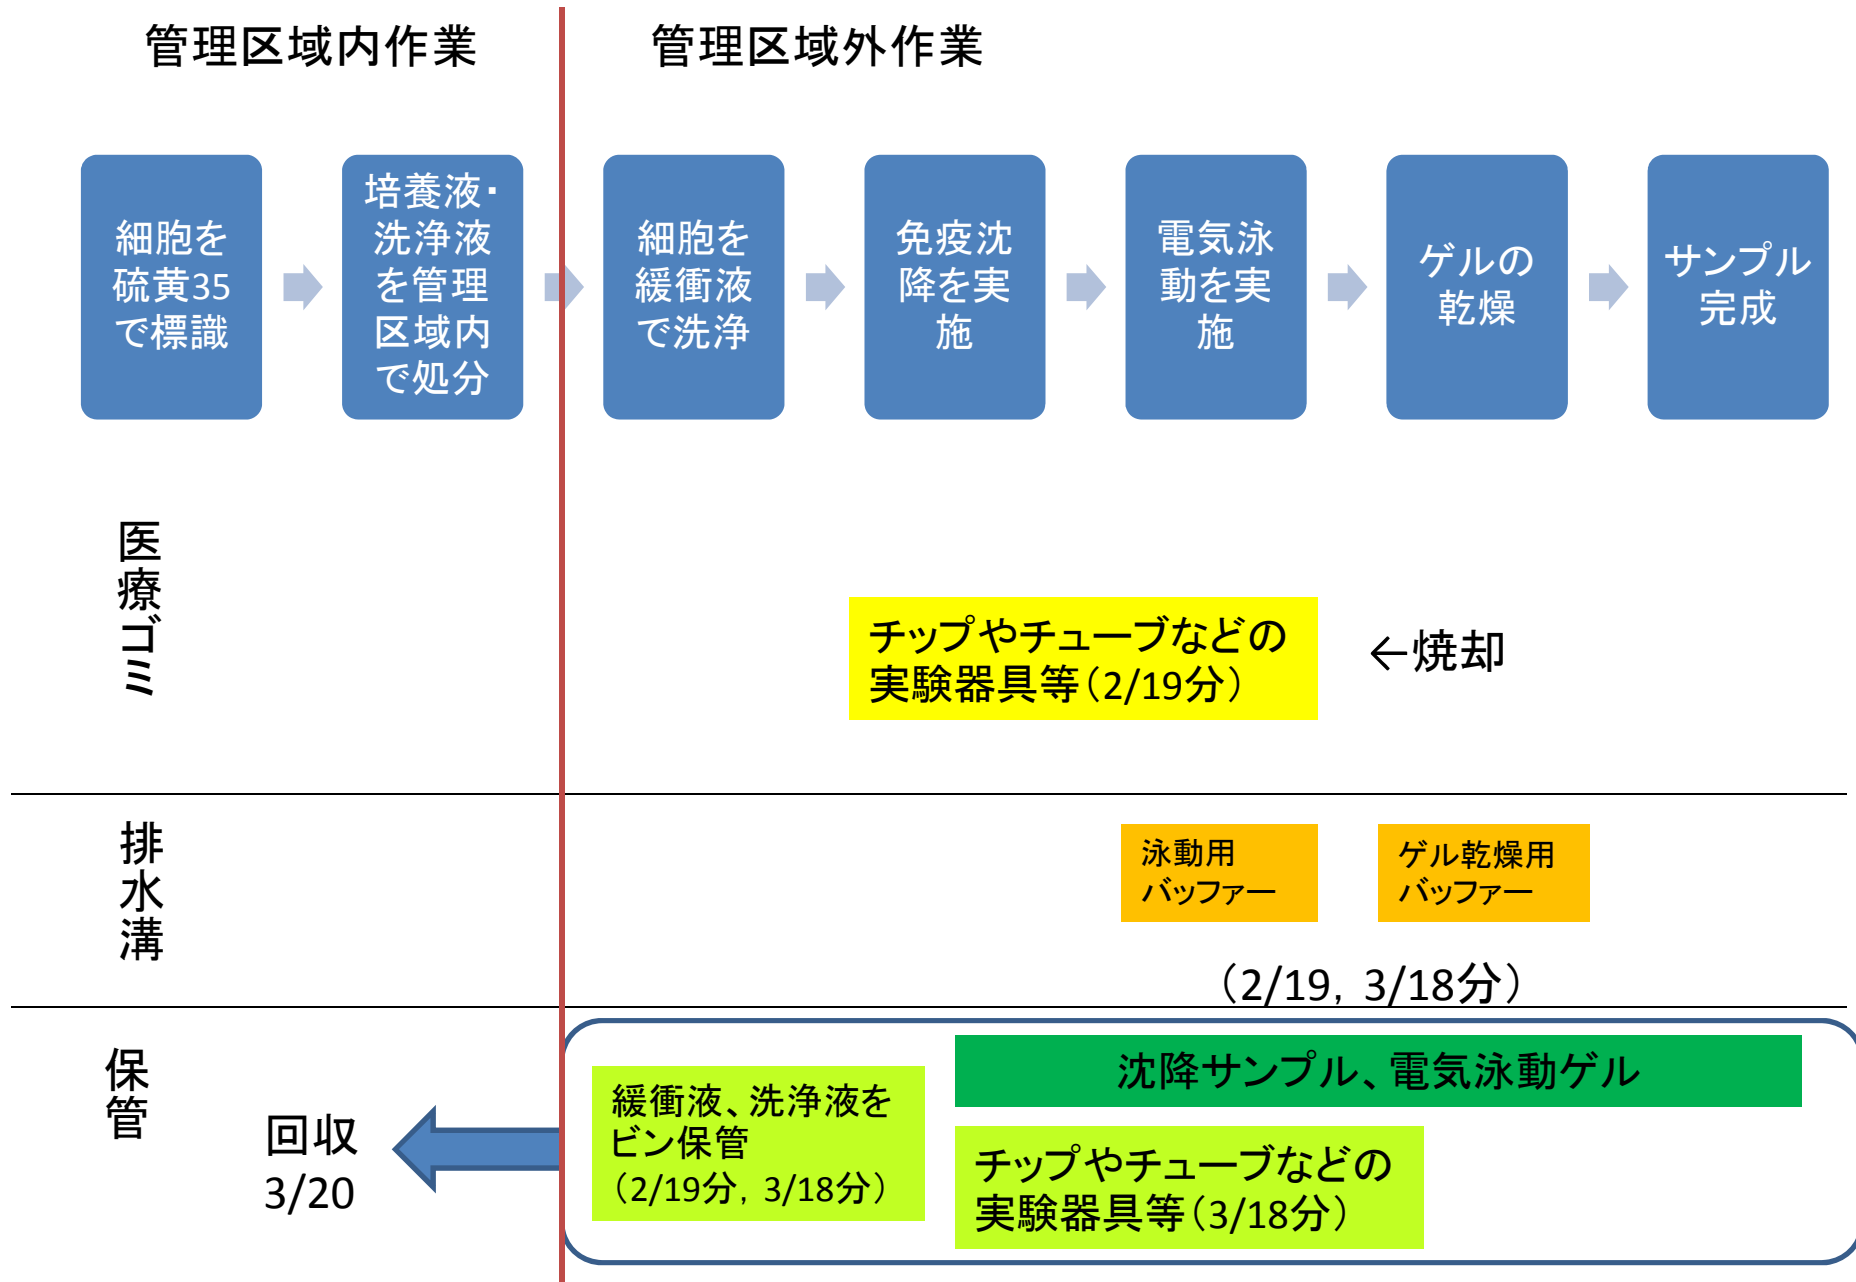 管理区域内作業
管理区域外作業
細胞を
硫黄35
で標識
培養液・
洗浄液
を管理
区域内
で処分
細胞を
緩衝液
で洗浄
免疫沈
降を実
施
電気泳
動を実
施
ゲルの
乾燥
サンプル
完成
医療ゴミ
チップやチューブなどの
実験器具等（2/19分）
←焼却
排水溝
泳動用
バッファー
ゲル乾燥用
バッファー
（2/19，3/18分）
保管
回収
3/20
緩衝液、洗浄液を
ビン保管
（2/19分，3/18分）
沈降サンプル、電気泳動ゲル
チップやチューブなどの
実験器具等（3/18分）